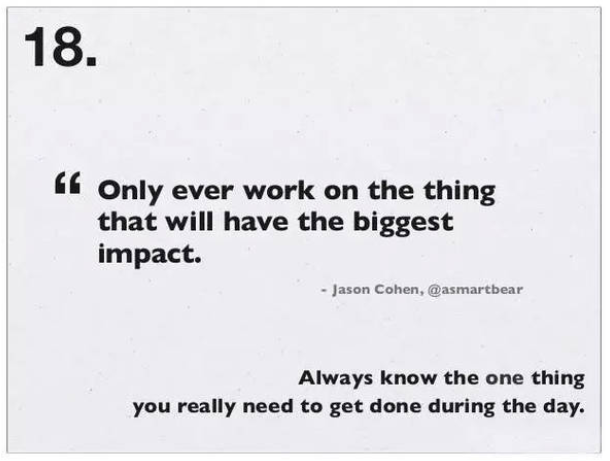 18.
“ Only ever work on the thing
that will have the biggest
impact.
- Jason Cohen, @asmartbear
Always know the one thing
you really need to get done during the day.